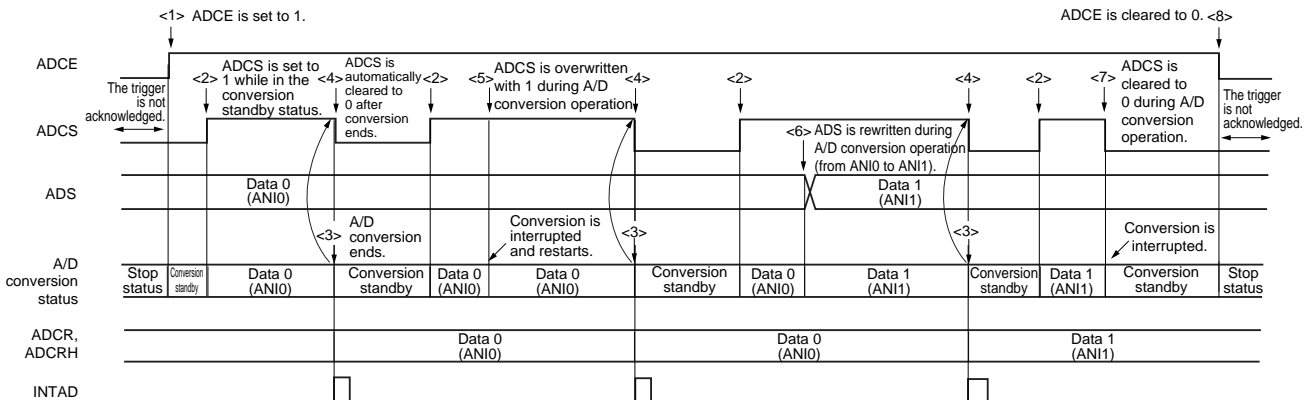 <1> ADCE is set to 1.
ADCE is cleared to 0. <8>
ADCE
The trigger
is not
acknowledged.
<2>
ADCS is set to
1 while in the
conversion
standby status.
<4>
ADCS is
automatically
cleared to
0 after
conversion
ends.
<2>
<5>
ADCS is overwritten
with 1 during A/D
conversion operation
<4>
<2>
<4>
<2>
<7>
ADCS is
cleared to
0 during A/D
conversion
operation.
The trigger
is not
acknowledged.
ADCS
<6> ADS is rewritten during
A/D conversion operation
(from ANI0 to ANI1).
ADS
Data 0
(ANI0)
Data 1
(ANI1)
<3>
A/D
conversion
ends.
Conversion is
interrupted
and restarts.
<3>
<3>
Conversion is
interrupted.
A/D
conversion
status
Stop
status
Conversion
standby
Data 0
(ANI0)
Conversion
standby
Data 0
(ANI0)
Data 0
(ANI0)
Conversion
standby
Data 0
(ANI0)
Data 1
(ANI1)
Conversion
standby
Data 1
(ANI1)
Conversion
standby
Stop
status
ADCR,
ADCRH
Data 0
(ANI0)
Data 0
(ANI0)
Data 1
(ANI1)
INTAD